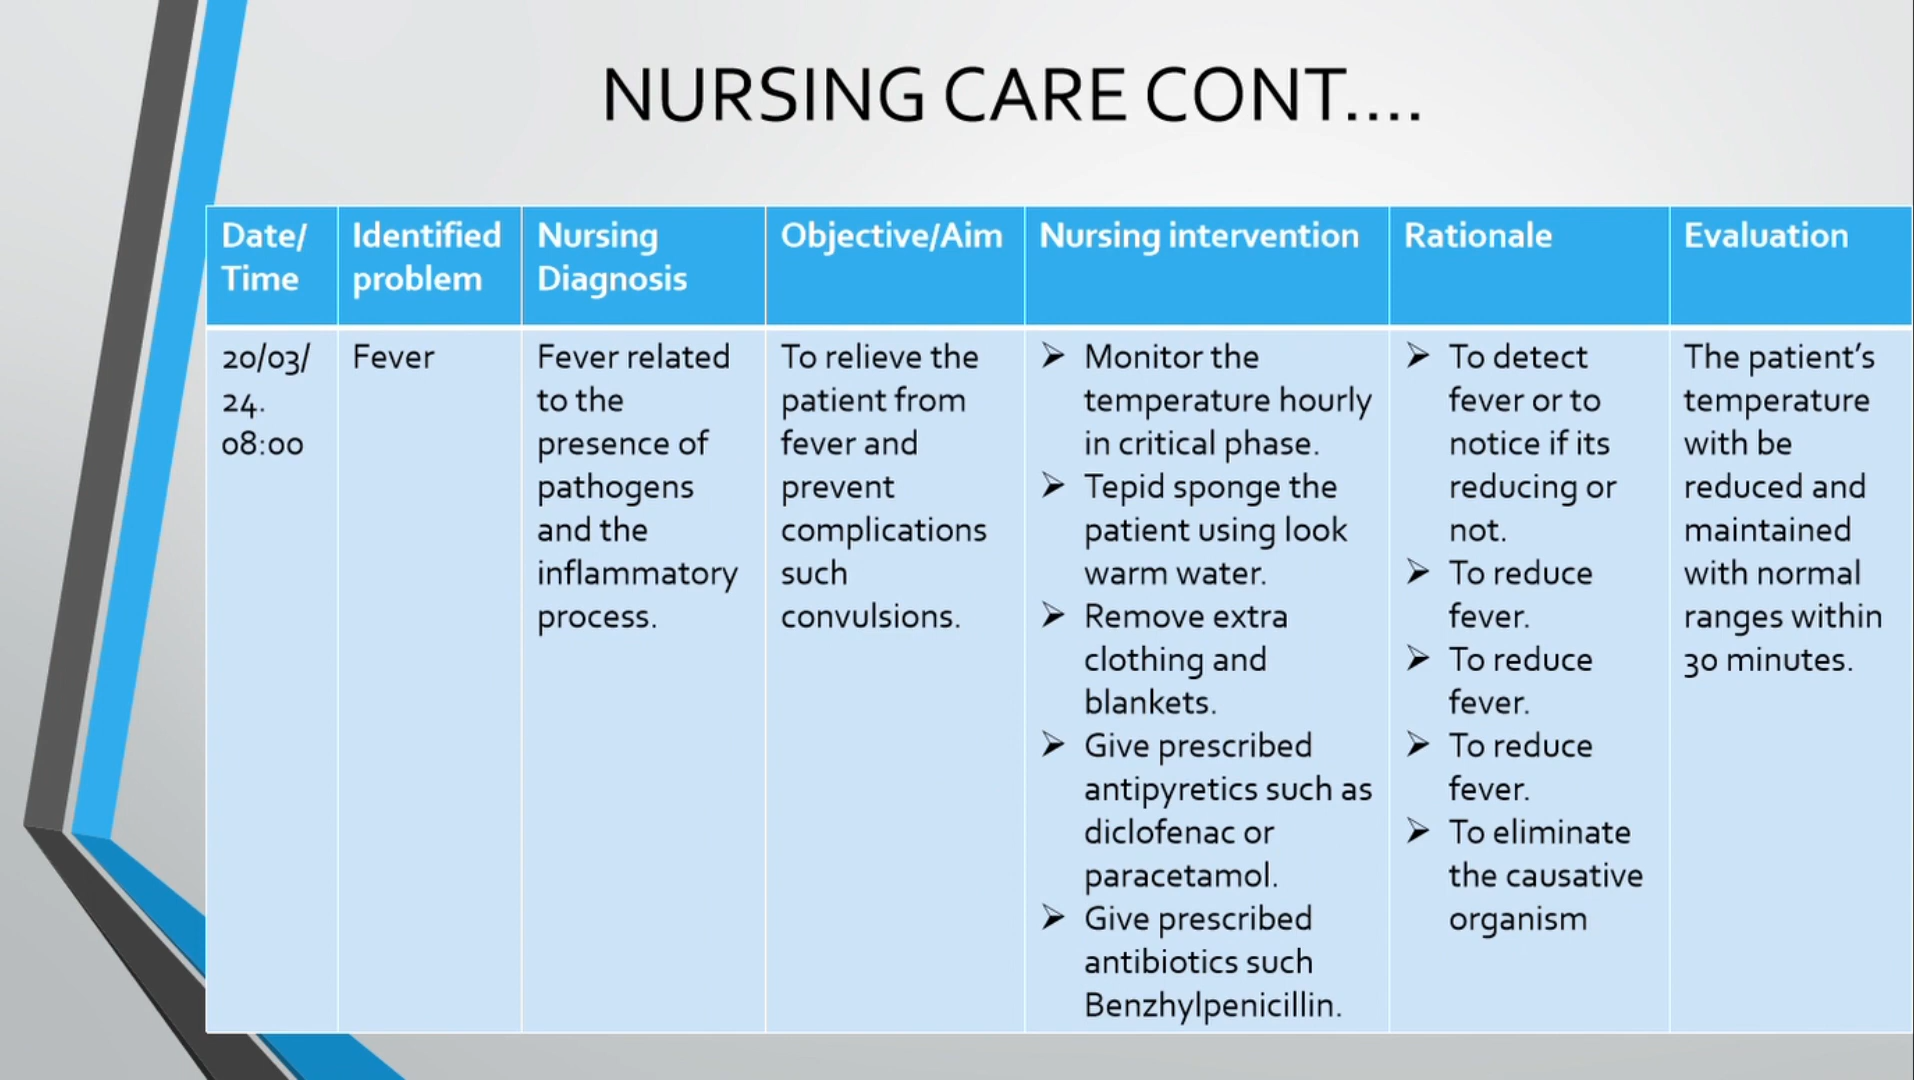 NURSING CARE CONT....
Date/
Time
Identified
problem
Nursing
Diagnosis
Objective/Aim
Nursing intervention
Rationale
Evaluation
20/03/
24.
08:00
Fever
Fever related
to the
presence of
pathogens
and the
inflammatory
process.
To relieve the
patient from
fever and
prevent
complications
such
convulsions.
➢ Monitor the
temperature hourly
in critical phase.
➢ Tepid sponge the
patient using look
warm water.
➢ Remove extra
clothing and
blankets.
➢ Give prescribed
antipyretics such as
diclofenac or
paracetamol.
➢ Give prescribed
antibiotics such
Benzhylpenicillin.
➢ To detect
fever or to
notice if its
reducing or
not.
➢ To reduce
fever.
➢ To reduce
fever.
➢ To reduce
fever.
➢ To eliminate
the causative
organism
The patient’s
temperature
with be
reduced and
maintained
with normal
ranges within
30 minutes.